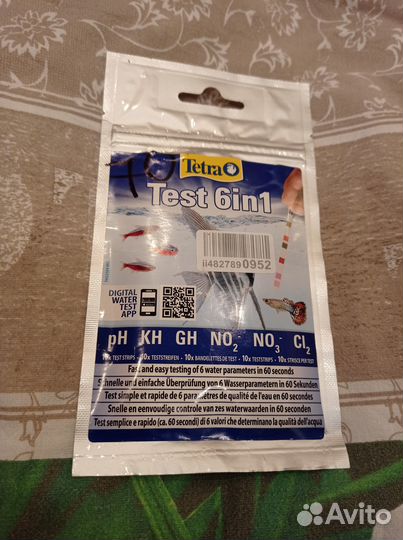 Tetra
Test 6in1
ii4827890952
DIGITAL
WATER
TEST
APP
pH KH GH NO2- NO3- Cl2
10x TEST STRIPS • 10x TESTSTREIFEN • 10x BANDELETTES DE TEST • 10x TESTSTRIPS • 10x STRISCE PER TEST
Fast and easy testing of 6 water parameters in 60 seconds
Schnelle und einfache Überprüfung von 6 Wasserparametern in 60 Sekunden
Test simple et rapide de 6 paramètres de qualité de l'eau en 60 secondes
Snelle en eenvoudige controle van zes waterwaarden in 60 seconden
Test semplice e rapido (ca. 60 secondi) di 6 valori che determinano la qualità dell'acqua
Avito